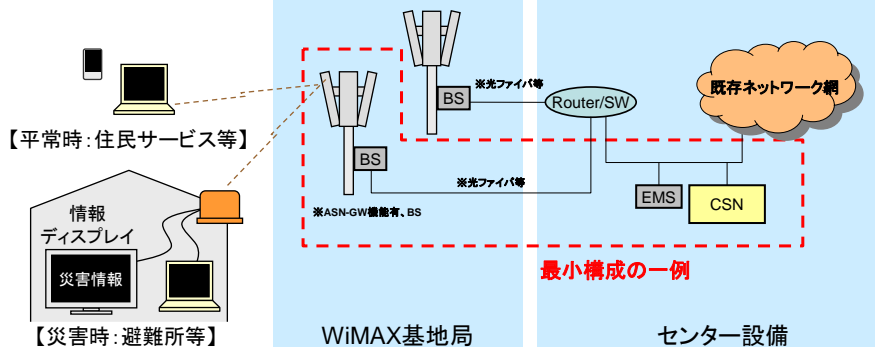 【平常時：住民サービス等】
情報
ディスプレイ
災害情報
【災害時：避難所等】
BS
※光ファイバ等
Router/SW
既存ネットワーク網
BS
※光ファイバ等
※ASN-GW機能有、BS
EMS
CSN
最小構成の一例
WiMAX基地局
センター設備